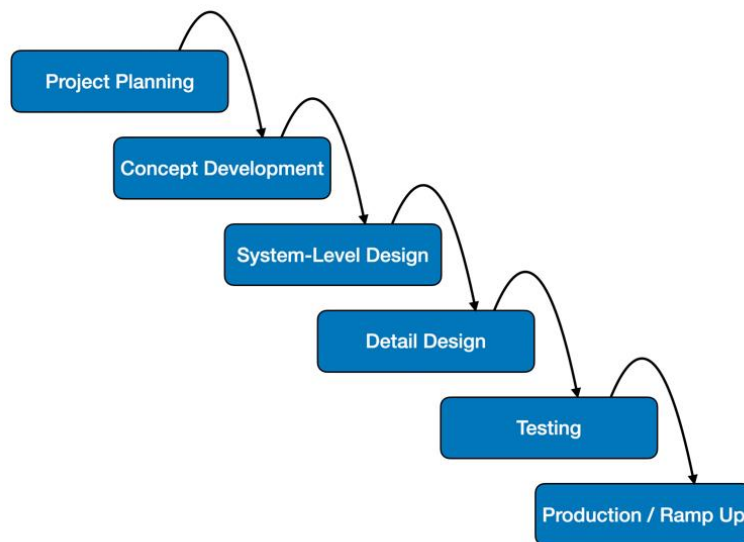 Project Planning
Concept Development
System-Level Design
Detail Design
Testing
Production / Ramp Up